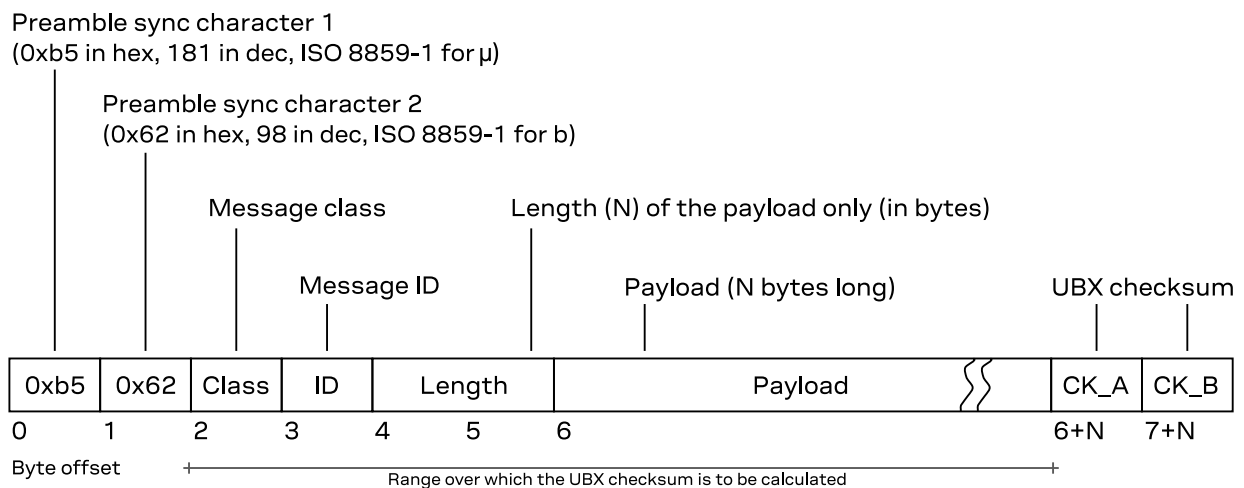 Preamble sync character 1
(0xb5 in hex, 181 in dec, ISO 8859-1 for µ)
Preamble sync character 2
(0x62 in hex, 98 in dec, ISO 8859-1 for b)
Message class
Length (N) of the payload only (in bytes)
Message ID
Payload (N bytes long)
UBX checksum
0xb5 0x62 Class ID Length Payload CK_A CK_B
0 1 2 3 4 5 6 6+N 7+N
Byte offset
Range over which the UBX checksum is to be calculated